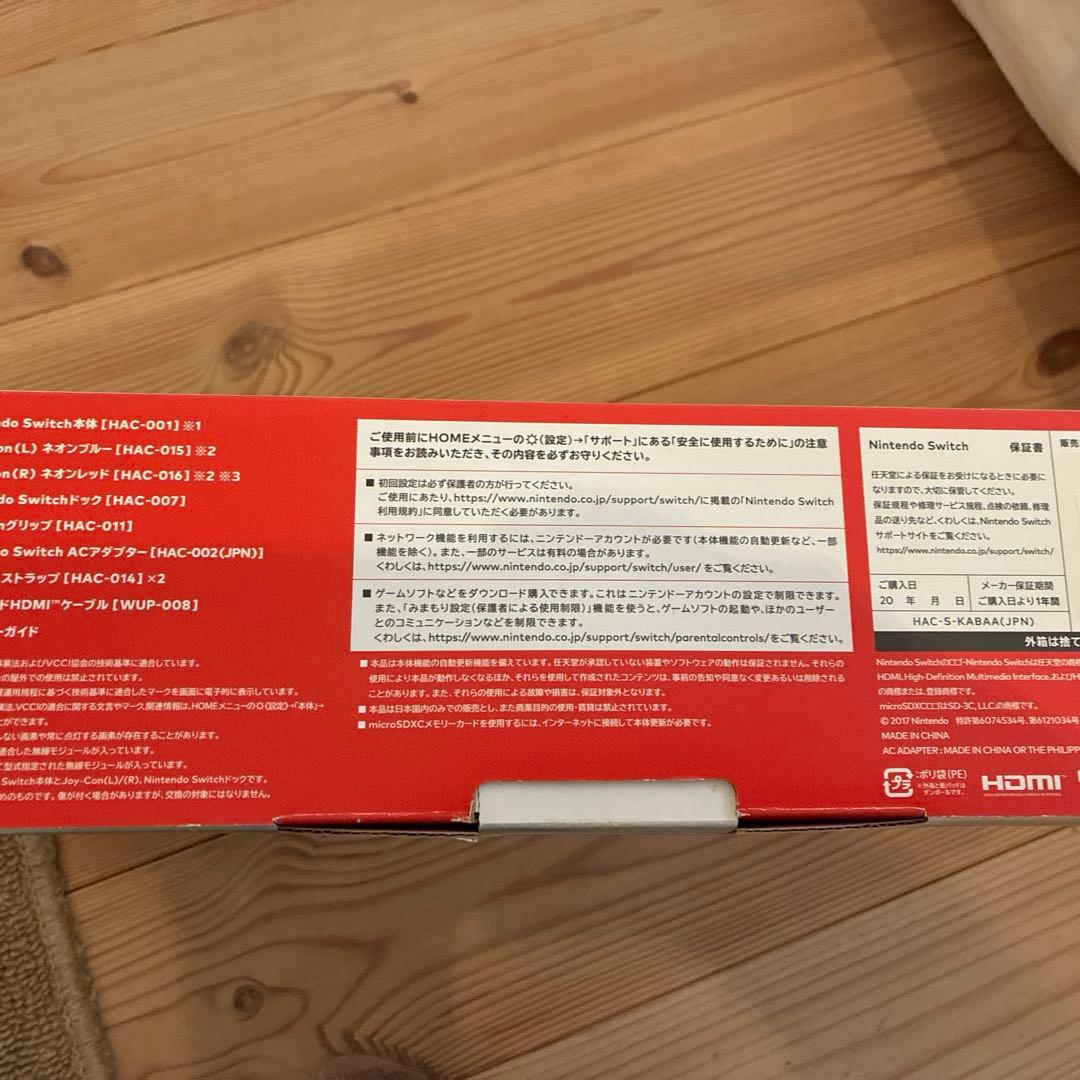 do Switch本体 [HAC-001] ※1
on(L) ネオンブルー [HAC-015] ※2
on(R) ネオンレッド [HAC-016] ※2 ※3
do Switchドック [HAC-007]
nグリップ [HAC-011]
o Switch ACアダプター [HAC-002(JPN)]
ストラップ [HAC-014] ×2
ドHDMI™ケーブル [WUP-008]
ーガイド
事業法およびVCCI協会の技術基準に適合しています。
の屋外での使用は禁止されています。
運用規程に基づく技術基準に適合したマークを画面に電子的に表示しています。
業法、VCCIの適合に関する文言やマーク、関連情報は、HOMEメニューの(設定)→「本体」→
とができます。
しない画素や常に点灯する画素が存在することがあります。
適合した無線モジュールが入っています。
て型式指定された無線モジュールが入っています。
Switch本体とJoy-Con(L)/(R)、Nintendo Switchドックです。
めのものです。傷が付く場合がありますが、交換の対象にはなりません。
ご使用前にHOMEメニューの(設定)→「サポート」にある「安全に使用するために」の注意
事項をお読みいただき、その内容を必ずお守りください。
■ 初回設定は必ず保護者の方が行ってください。
ご使用にあたり、https://www.nintendo.co.jp/support/switch/に掲載の「Nintendo Switch
利用規約」に同意していただく必要があります。
■ ネットワーク機能を利用するには、ニンテンドーアカウントが必要です(本体機能の自動更新など、一部
機能を除く)。また、一部のサービスは有料の場合があります。
くわしくは、https://www.nintendo.co.jp/support/switch/user/ をご覧ください。
■ ゲームソフトなどをダウンロード購入できます。これはニンテンドーアカウントの設定で制限できます。
また、「みまもり設定(保護者による使用制限)」機能を使うと、ゲームソフトの起動や、ほかのユーザー
とのコミュニケーションなどを制限できます。
くわしくは、https://www.nintendo.co.jp/support/switch/parentalcontrols/をご覧ください。
■ 本品は本体機能の自動更新機能を備えています。任天堂が承認していない装置やソフトウェアの動作は保証されません。それらの
使用により本品が動作しなくなるほか、それらを使用して作成されたコンテンツは、事前の告知や同意なく変更あるいは削除される
ことがあります。また、それらの使用による故障や損害は、保証対象外となります。
■ 本品は日本国内のみでの販売とし、また商業目的の使用・賃貸は禁止されています。
■ microSDXCメモリーカードを使用するには、インターネットに接続して本体更新が必要です。
Nintendo Switch 保証書
任天堂による保証をお受けになるときに必要に
なりますので、大切に保管してください。
保証規程や修理サービス規程、点検の依頼、修理
品の送り先など、くわしくは、Nintendo Switch
サポートサイトをご覧ください。
https://www.nintendo.co.jp/support/switch/
販売
ご購入日 メーカー保証期間
20 年 月 日 ご購入日より1年間
HAC-S-KABAA(JPN)
外箱は捨て
Nintendo Switchのロゴ・Nintendo Switchは任天堂の商標
HDMI、High-Definition Multimedia Interface、およびH
の商標または、登録商標です。
microSDXCロゴはSD-3C, LLCの商標です。
© 2017 Nintendo 特許第6074534号、第6121034号
MADE IN CHINA
AC ADAPTER : MADE IN CHINA OR THE PHILIPP
プラ :ポリ袋(PE)
※外箱と紙パッドは
ダンボールです。
HDMI
HIGH-DEFINITION MULTIMEDIA INTERFACE